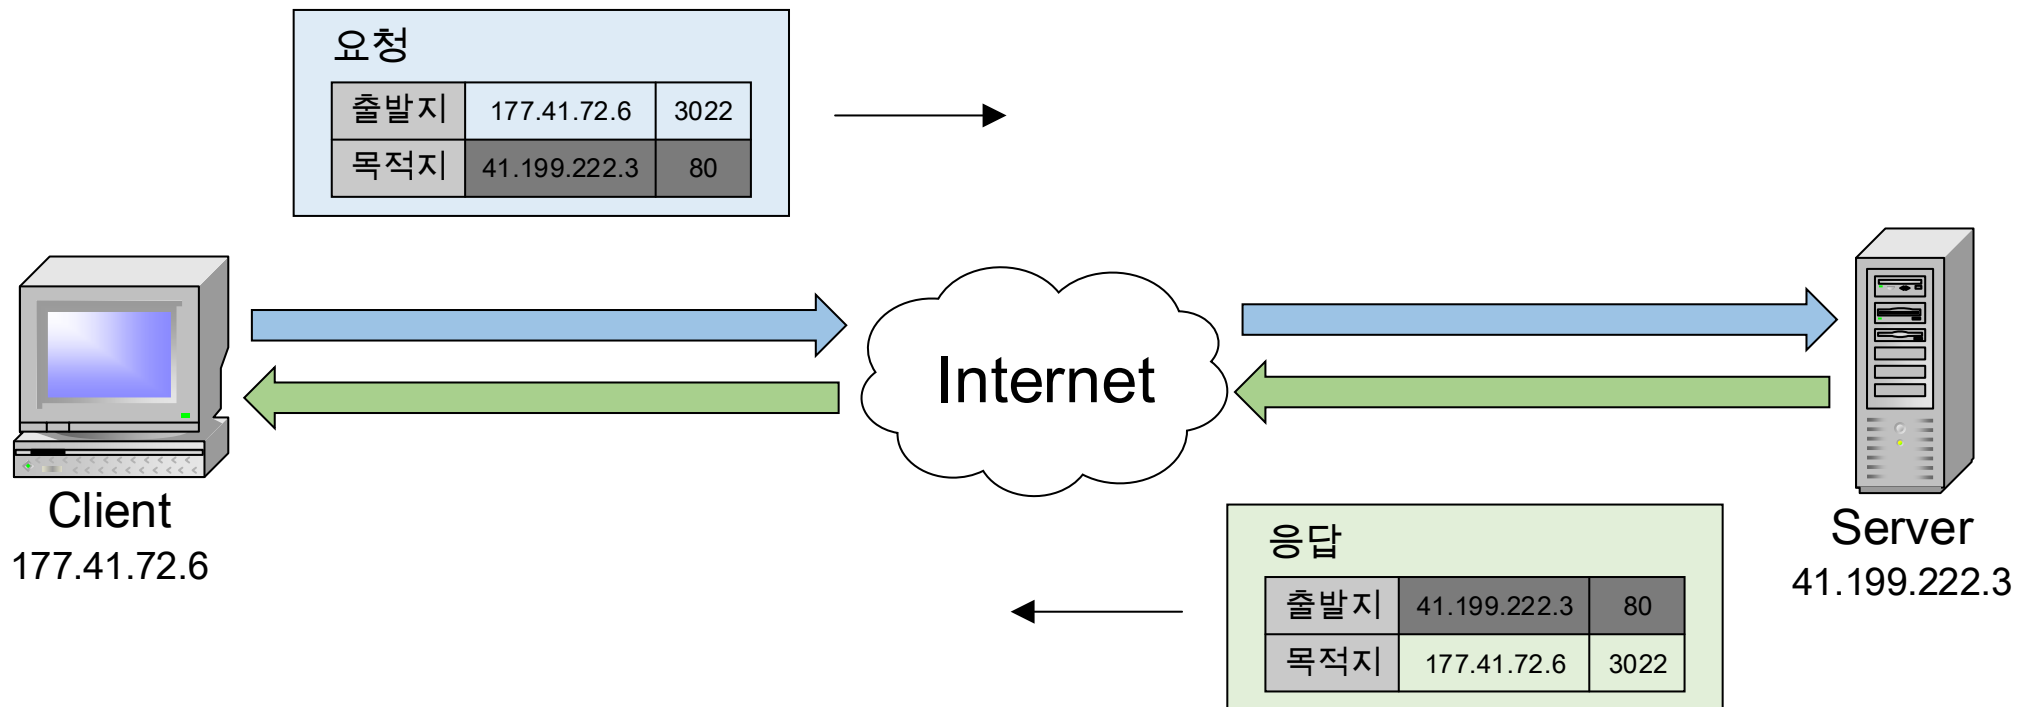 요청
출발지 177.41.72.6 3022
목적지 41.199.222.3 80
Internet
Client
177.41.72.6
Server
41.199.222.3
응답
출발지 41.199.222.3 80
목적지 177.41.72.6 3022